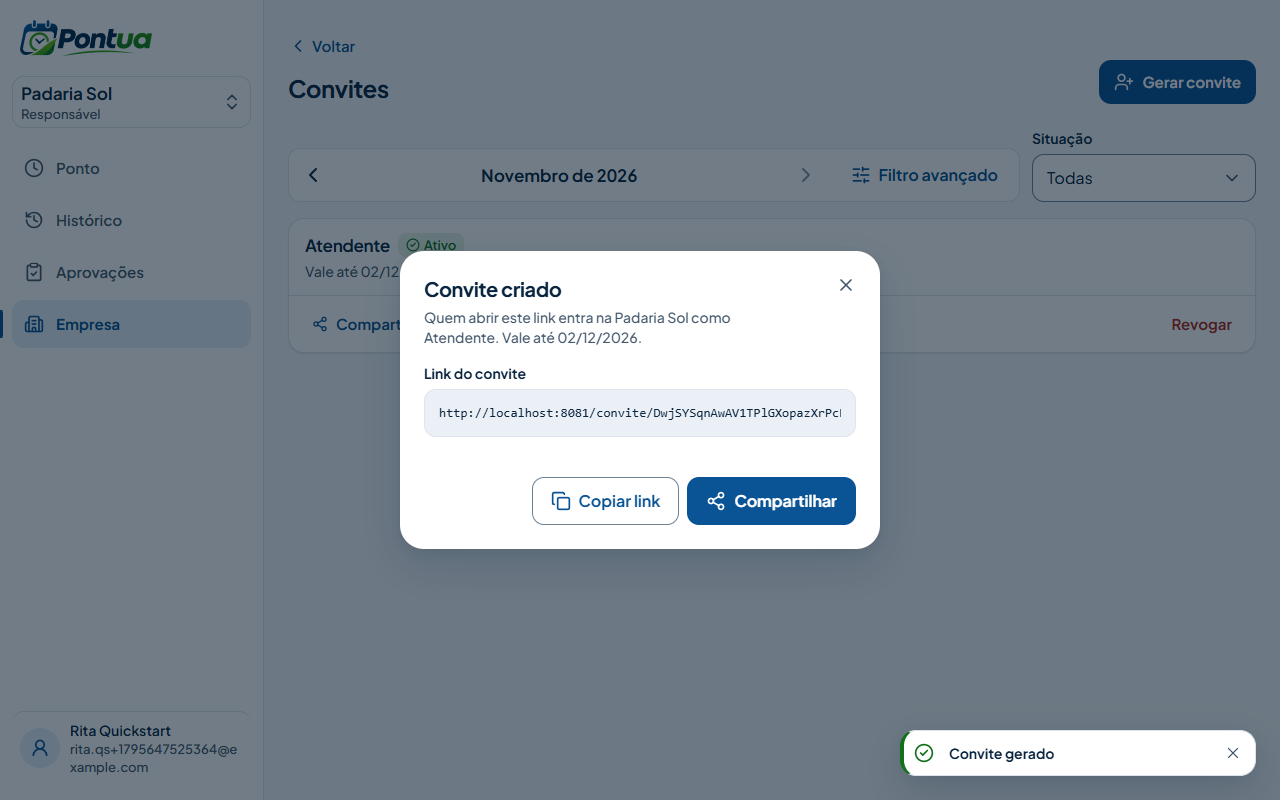 Pontua
Padaria Sol
Responsável
Ponto
Histórico
Aprovações
Empresa
Rita Quickstart
rita.qs+1795647525364@e
xample.com
Voltar
Convites
Gerar convite
Novembro de 2026
Filtro avançado
Situação
Todas
Atendente
Ativo
Vale até 02/12
Compart
Revogar
Convite criado
Quem abrir este link entra na Padaria Sol como
Atendente. Vale até 02/12/2026.
Link do convite
http://localhost:8081/convite/DwjSYSqnAwAV1TPlGXopazXrPc
Copiar link
Compartilhar
Convite gerado